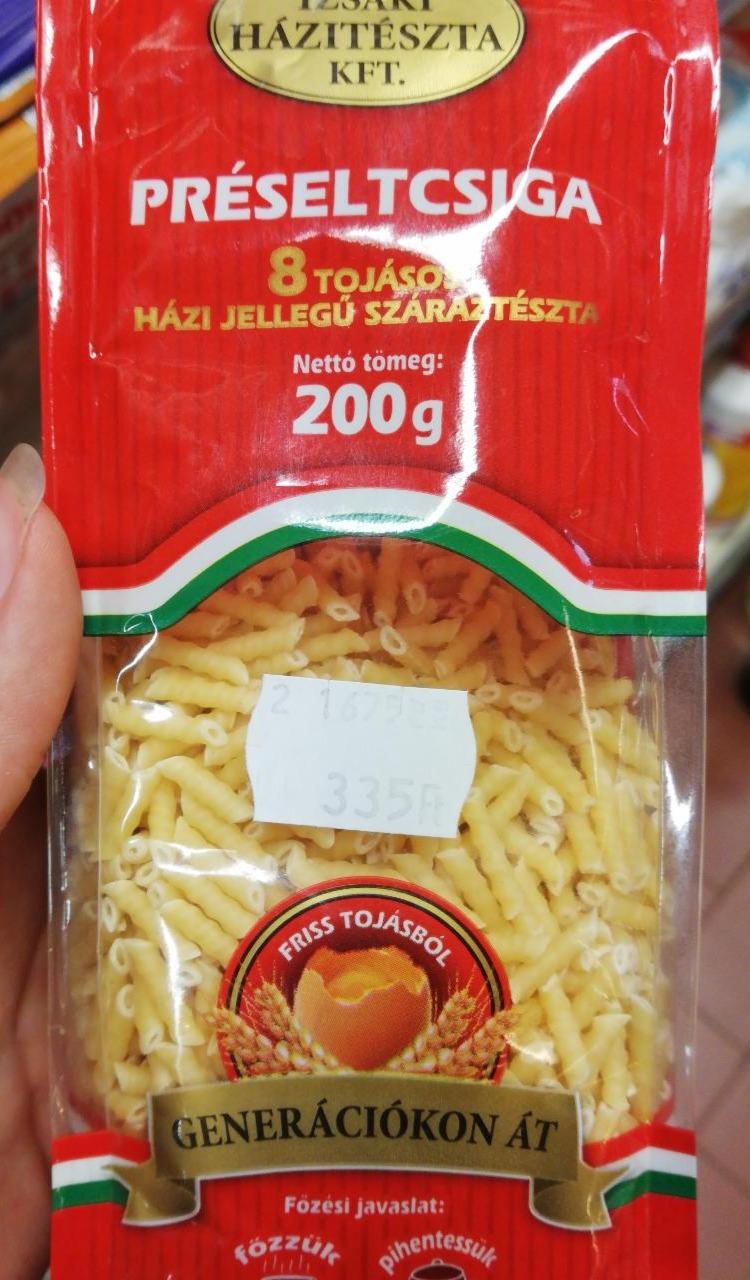 IZSÁKI
HÁZITÉSZTA
KFT.
PRÉSELTCSIGA
8 TOJÁSOS
HÁZI JELLEGŰ SZÁRAZTÉSZTA
Nettó tömeg:
200g
335Ft
FRISS TOJÁSBÓL
GENERÁCIÓKON ÁT
Főzési javaslat:
főzzük
pihentessük